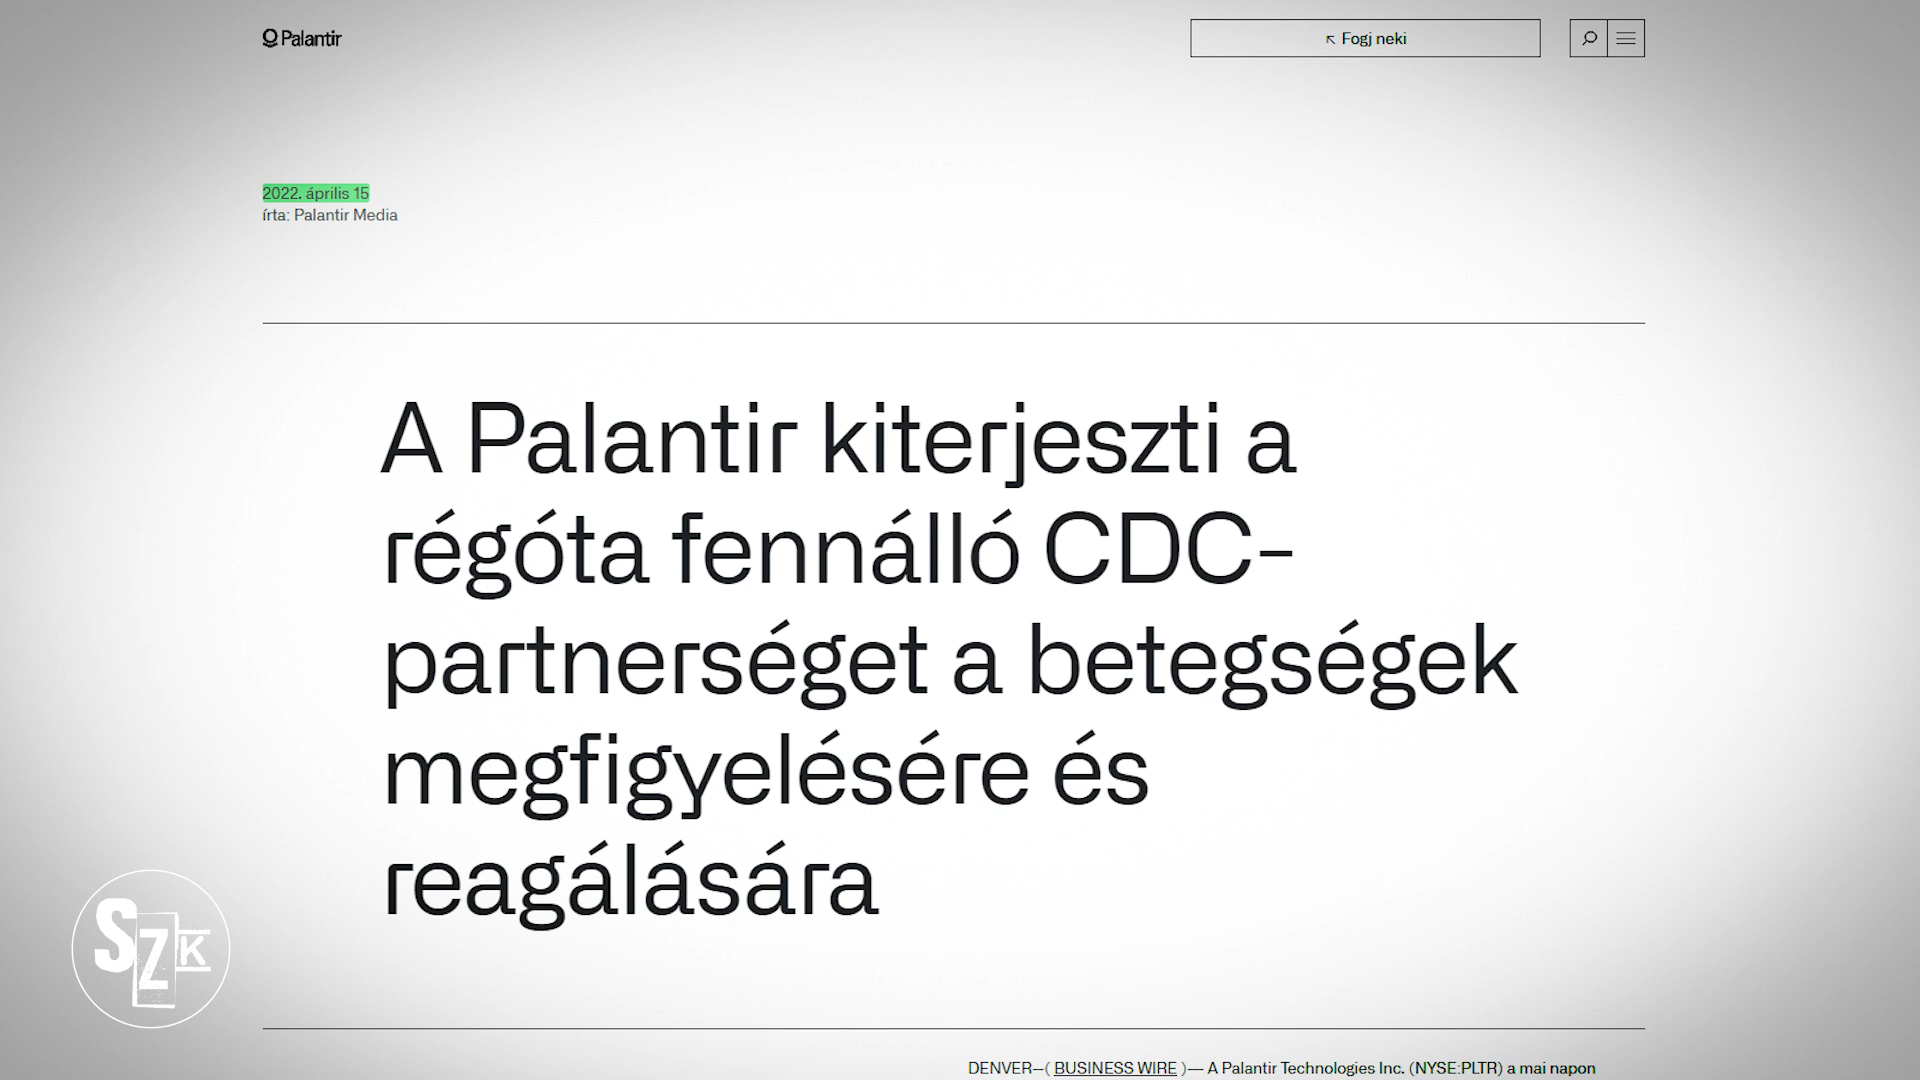 Palantir
Fogj neki
2022. április 15
írta: Palantir Media
A Palantir kiterjeszti a
régóta fennálló CDC-
partnerséget a betegségek
megfigyelésére és
reagálására
SZK
DENVER–( BUSINESS WIRE )— A Palantir Technologies Inc. (NYSE:PLTR) a mai napon